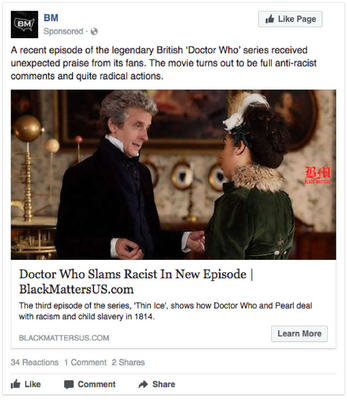 BM
Like Page
Sponsored ·
A recent episode of the legendary British 'Doctor Who' series received
unexpected praise from its fans. The movie turns out to be full anti-racist
comments and quite radical actions.
BM
Doctor Who Slams Racist In New Episode |
BlackMattersUS.com
The third episode of the series, 'Thin Ice', shows how Doctor Who and Pearl deal
with racism and child slavery in 1814.
BLACKMATTERSUS.COM
Learn More
34 Reactions 1 Comment 2 Shares
Like Comment Share